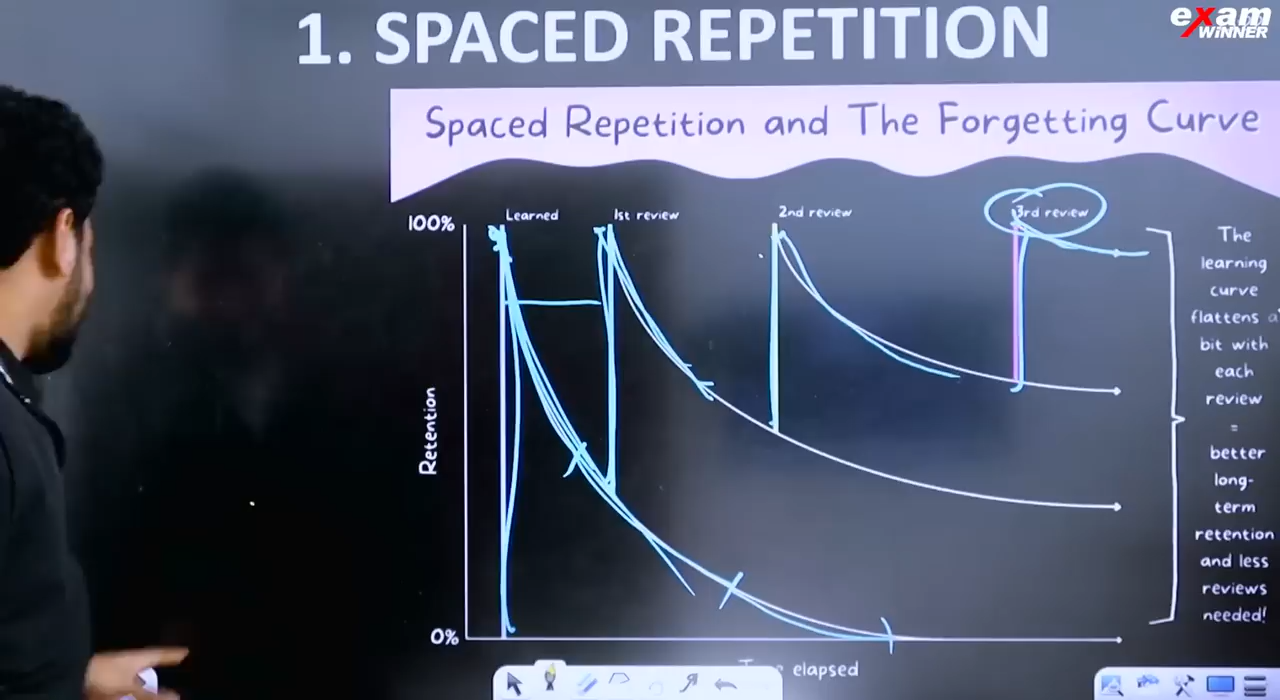 1. SPACED REPETITION
exam
WINNER
Spaced Repetition and The Forgetting Curve
100%
Learned
1st review
2nd review
3rd review
Retention
0%
elapsed
The
learning
curve
flattens a
bit with
each
review
=
better
long-
term
retention
and less
reviews
needed!